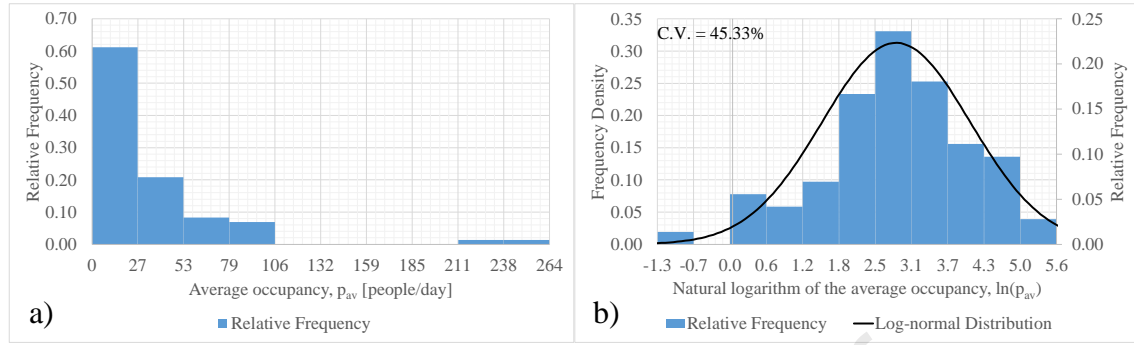 0.70
0.60
0.50
0.40
0.30
0.20
0.10
0.00
Relative Frequency
0 27 53 79 106 132 159 185 211 238 264
Average occupancy, pav [people/day]
a)
Relative Frequency
0.35
0.30
0.25
0.20
0.15
0.10
0.05
0.00
Frequency Density
C.V. = 45.33%
0.25
0.20
0.15
0.10
0.05
0.00
Relative Frequency
-1.3 -0.7 0.0 0.6 1.2 1.8 2.5 3.1 3.7 4.3 5.0 5.6
Natural logarithm of the average occupancy, ln(pav)
b)
Relative Frequency Log-normal Distribution